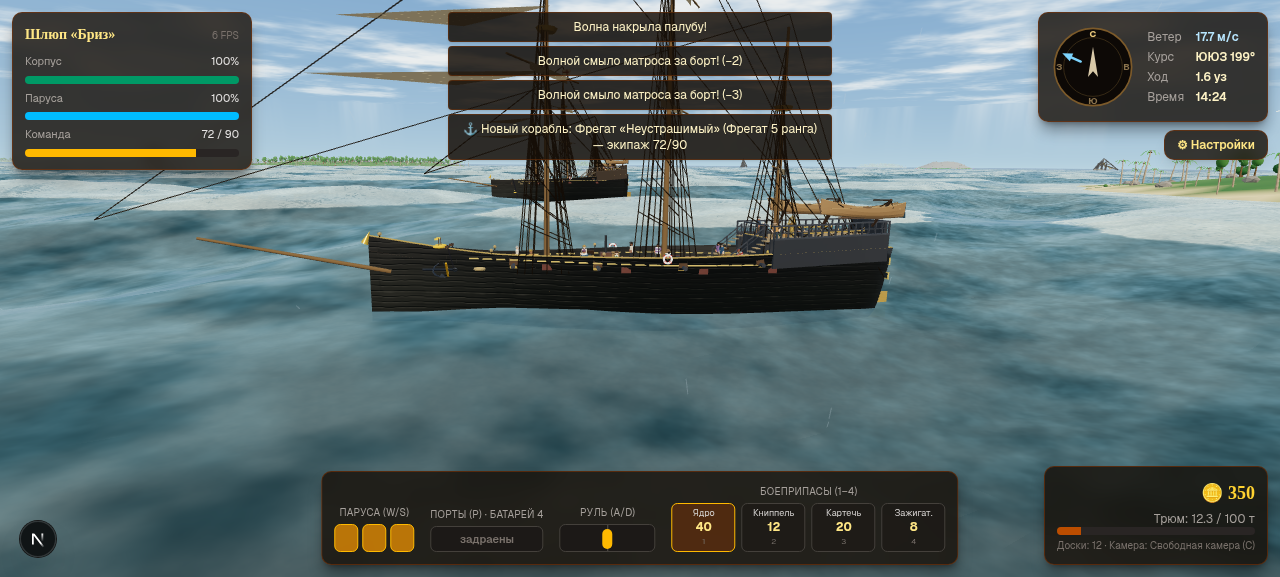 Шлюп «Бриз»
6 FPS
Корпус 100%
Паруса 100%
Команда 72 / 90
Волна накрыла палубу!
Волной смыло матроса за борт! (−2)
Волной смыло матроса за борт! (−3)
⚓ Новый корабль: Фрегат «Неустрашимый» (Фрегат 5 ранга)
— экипаж 72/90
С
З
В
Ю
Ветер 17.7 м/с
Курс ЮЮЗ 199°
Ход 1.6 уз
Время 14:24
⚙ Настройки
ПАРУСА (W/S)
ПОРТЫ (P) · БАТАРЕЙ 4
задраены
РУЛЬ (A/D)
БОЕПРИПАСЫ (1–4)
Ядро
40
1
Книппель
12
2
Картечь
20
3
Зажигат.
8
4
350
Трюм: 12.3 / 100 т
Доски: 12 · Камера: Свободная камера (C)
N